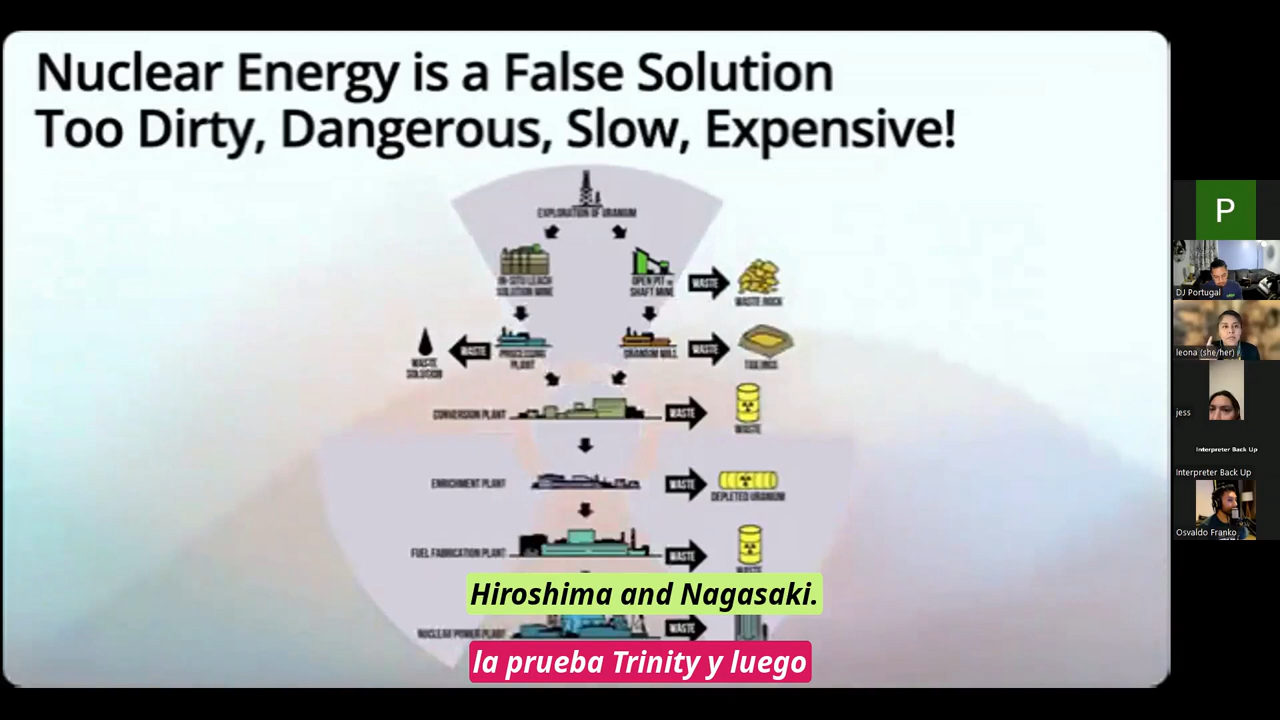 Nuclear Energy is a False Solution
Too Dirty, Dangerous, Slow, Expensive!
EXPLORATION OF URANIUM
IN-SITU LEACH
SOLUTION MINE
OPEN PIT or
SHAFT MINE
WASTE
WASTE ROCK
WASTE
SOLUTION
WASTE
PROCESSING
PLANT
URANIUM MILL
WASTE
TAILINGS
CONVERSION PLANT
WASTE
WASTE
ENRICHMENT PLANT
WASTE
DEPLETED URANIUM
FUEL FABRICATION PLANT
WASTE
WASTE
Hiroshima and Nagasaki.
NUCLEAR POWER PLANT
WASTE
la prueba Trinity y luego
P
DJ Portugal
leona (she/her)
jess
Interpreter Back Up
Interpreter Back Up
Osvaldo Franko